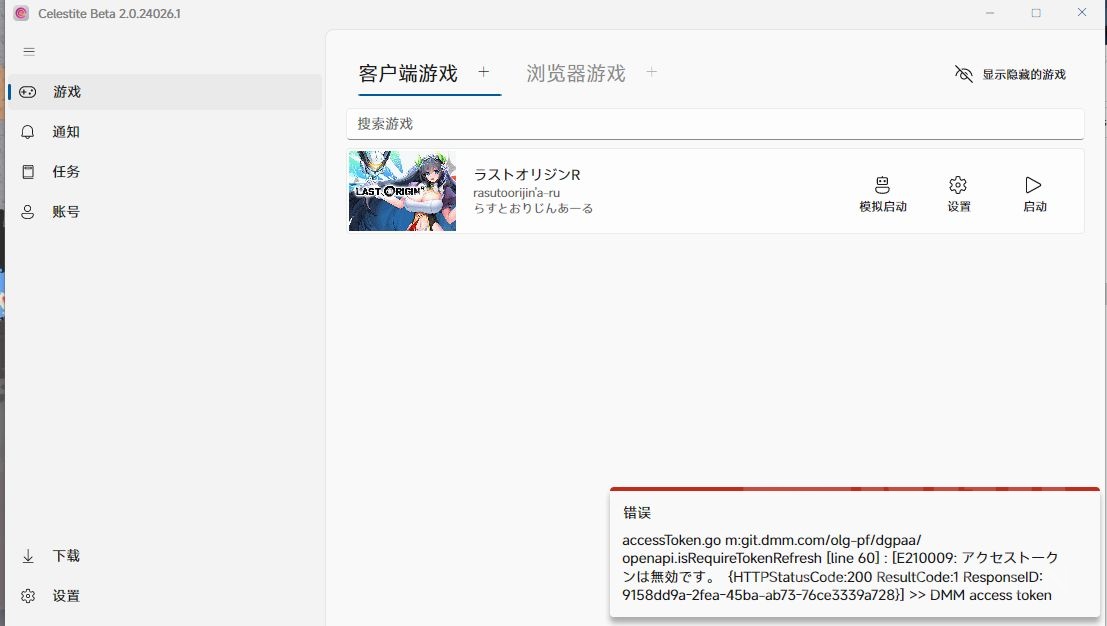 Celestite Beta 2.0.24026.1
游戏
通知
任务
账号
下载
设置
客户端游戏 +
浏览器游戏 +
显示隐藏的游戏
搜索游戏
LAST ORIGIN
ラストオリジンR
rasutoorijin'a-ru
らすとおりじんあーる
模拟启动
设置
启动
错误
accessToken.go m:git.dmm.com/olg-pf/dgpaa/
openapi.isRequireTokenRefresh [line 60] : [E210009: アクセストーク
ンは無効です。 {HTTPStatusCode:200 ResultCode:1 ResponseID:
9158dd9a-2fea-45ba-ab73-76ce3339a728}] >> DMM access token